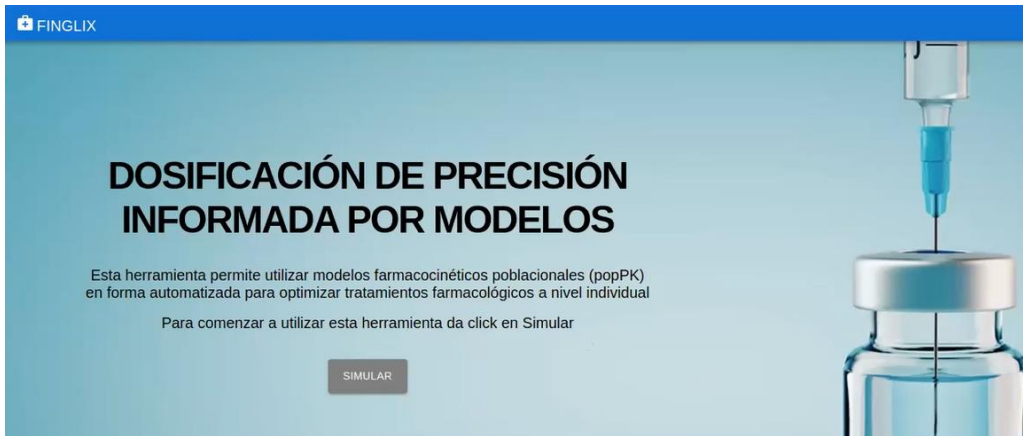 FINGLIX
DOSIFICACIÓN DE PRECISIÓN
INFORMADA POR MODELOS
Esta herramienta permite utilizar modelos farmacocinéticos poblacionales (popPK)
en forma automatizada para optimizar tratamientos farmacológicos a nivel individual
Para comenzar a utilizar esta herramienta da click en Simular
SIMULAR